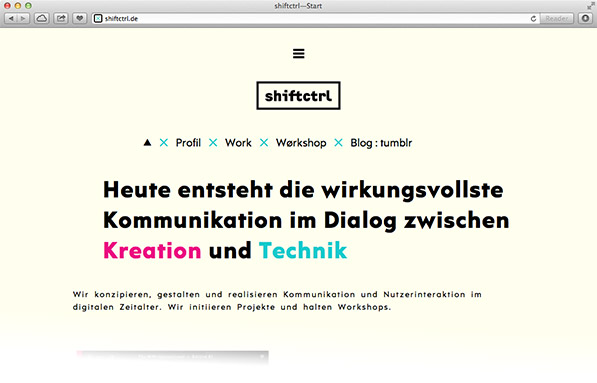 shiftctrl—Start
shiftctrl.de
Reader
shiftctrl
Profil × Work × Wørkshop × Blog : tumblr
Heute entsteht die wirkungsvollste
Kommunikation im Dialog zwischen
Kreation und Technik
Wir konzipieren, gestalten und realisieren Kommunikation und Nutzerinteraktion im
digitalen Zeitalter. Wir initiieren Projekte und halten Workshops.